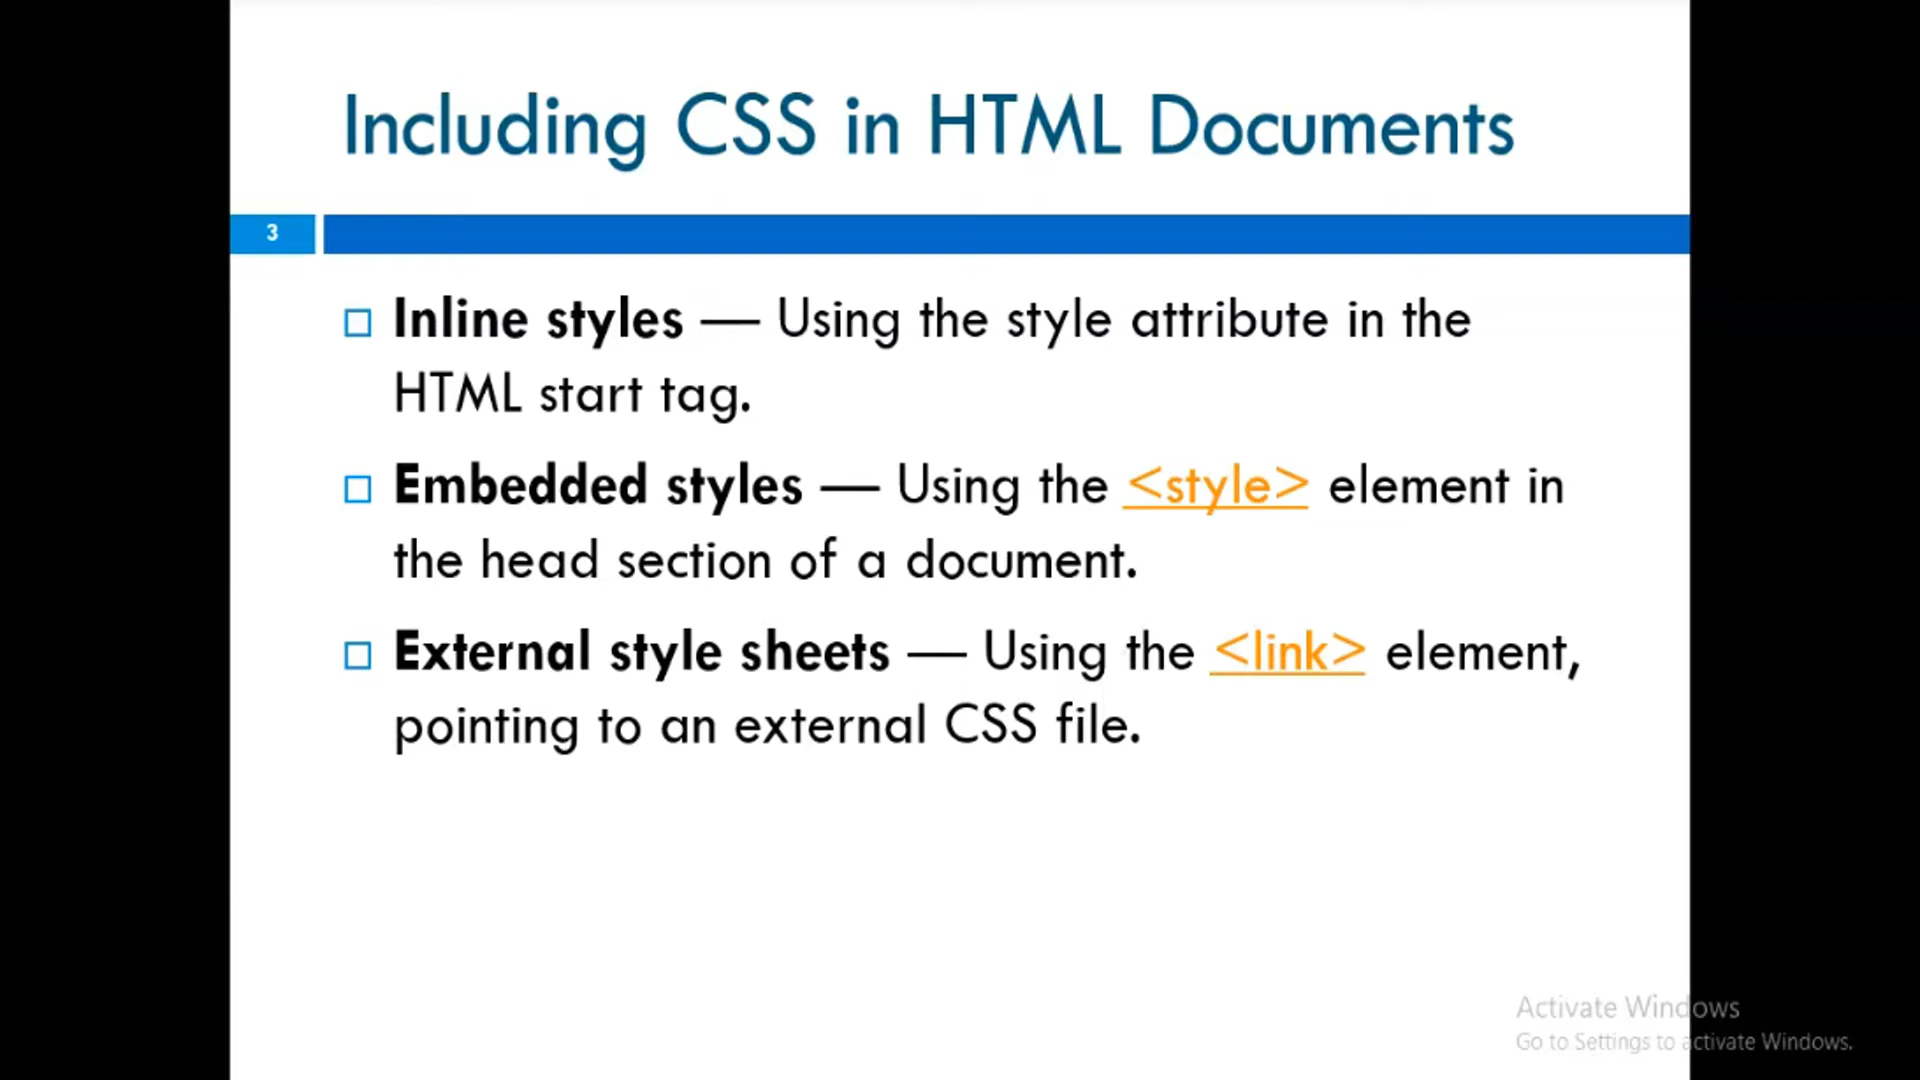 Including CSS in HTML Documents
3
Inline styles — Using the style attribute in the
HTML start tag.
Embedded styles — Using the <style> element in
the head section of a document.
External style sheets — Using the <link> element,
pointing to an external CSS file.
Activate Windows
Go to Settings to activate Windows.